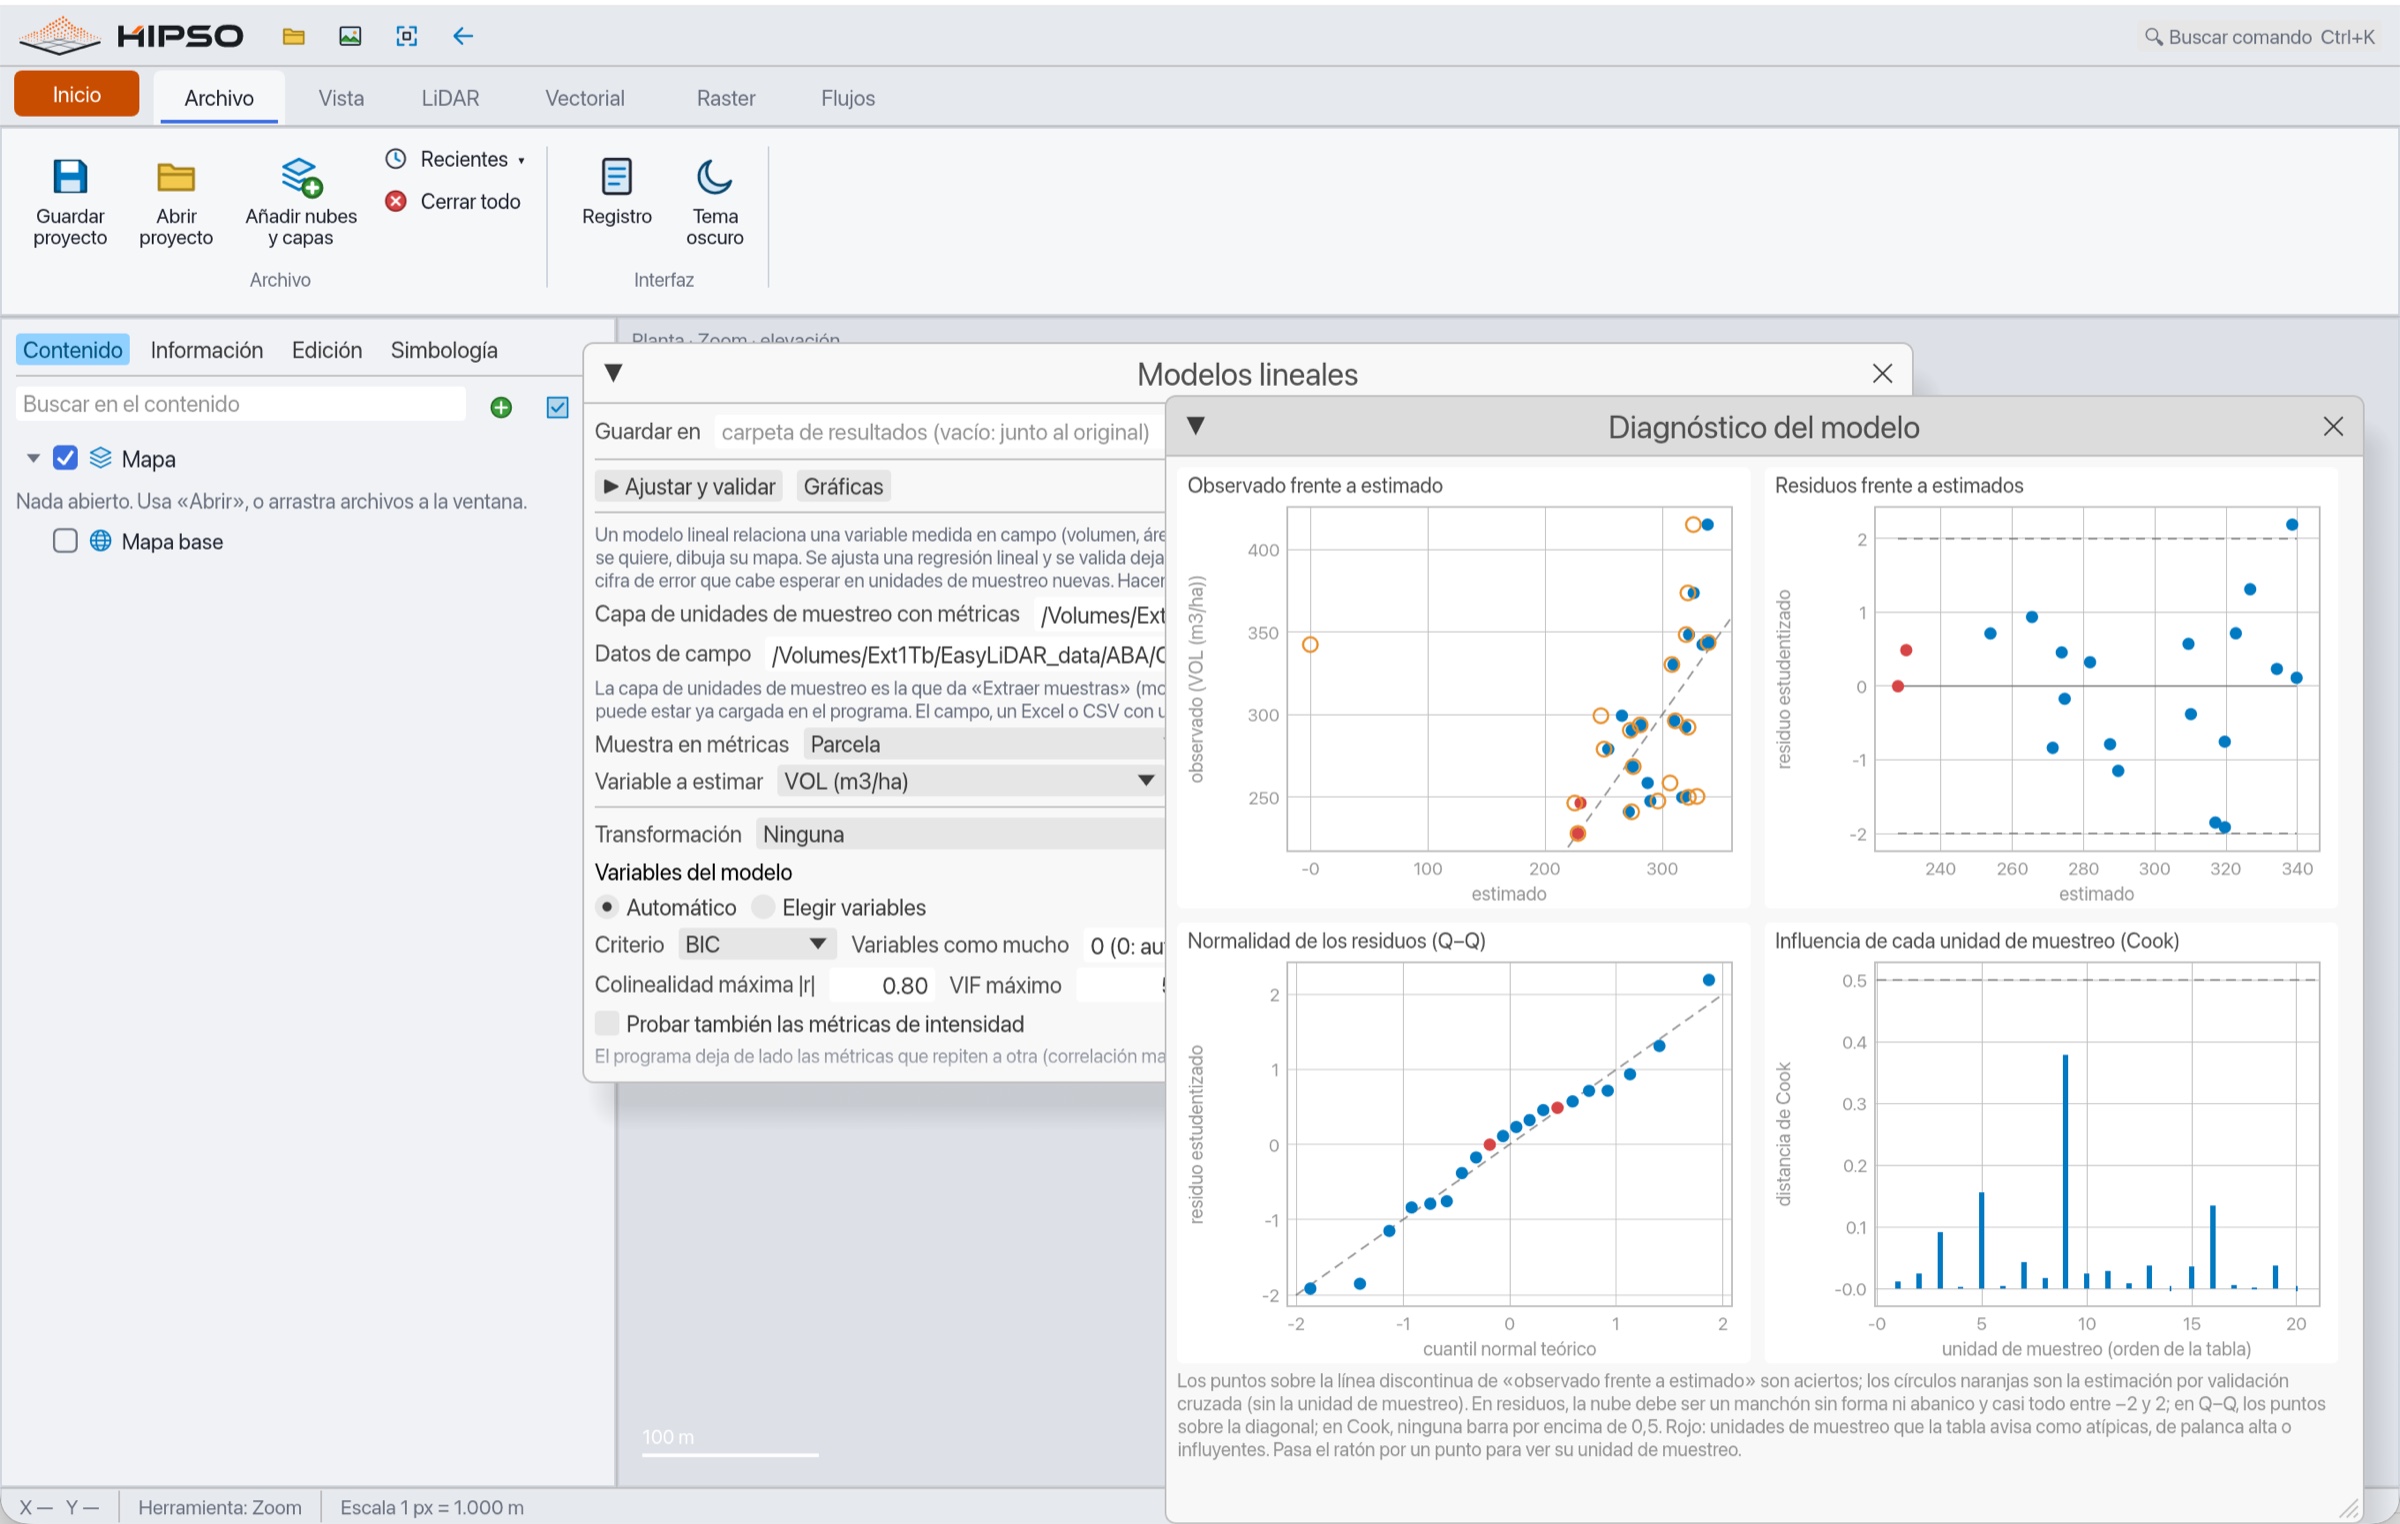 HIPSO
Buscar comando Ctrl+K
Inicio
Archivo
Vista
LiDAR
Vectorial
Raster
Flujos
Guardar
proyecto
Abrir
proyecto
Añadir nubes
y capas
Recientes
Cerrar todo
Archivo
Registro
Tema
oscuro
Interfaz
Contenido
Información
Edición
Simbología
Buscar en el contenido
Mapa
Nada abierto. Usa «Abrir», o arrastra archivos a la ventana.
Mapa base
Planta · Zoom · elevación
Modelos lineales
Guardar en
carpeta de resultados (vacío: junto al original)
Ajustar y validar
Gráficas
Un modelo lineal relaciona una variable medida en campo (volumen, áre
se quiere, dibuja su mapa. Se ajusta una regresión lineal y se valida deja
cifra de error que cabe esperar en unidades de muestreo nuevas. Hacer
Capa de unidades de muestreo con métricas
/Volumes/Ext
Datos de campo
/Volumes/Ext1Tb/EasyLiDAR_data/ABA/
La capa de unidades de muestreo es la que da «Extraer muestras» (mo
puede estar ya cargada en el programa. El campo, un Excel o CSV con u
Muestra en métricas
Parcela
Variable a estimar
VOL (m3/ha)
Transformación
Ninguna
Variables del modelo
Automático
Elegir variables
Criterio
BIC
Variables como mucho
0 (0: au
Colinealidad máxima |r|
0.80
VIF máximo
Probar también las métricas de intensidad
El programa deja de lado las métricas que repiten a otra (correlación ma
Diagnóstico del modelo
Observado frente a estimado
observado (VOL (m3/ha))
400
350
300
250
-0
100
200
300
estimado
Residuos frente a estimados
residuo estudentizado
2
1
0
-1
-2
240
260
280
300
320
340
estimado
Normalidad de los residuos (Q–Q)
residuo estudentizado
2
1
0
-1
-2
-2
-1
0
1
2
cuantil normal teórico
Influencia de cada unidad de muestreo (Cook)
distancia de Cook
0.5
0.4
0.3
0.2
0.1
-0.0
-0
5
10
15
20
unidad de muestreo (orden de la tabla)
Los puntos sobre la línea discontinua de «observado frente a estimado» son aciertos; los círculos naranjas son la estimación por validación
cruzada (sin la unidad de muestreo). En residuos, la nube debe ser un manchón sin forma ni abanico y casi todo entre −2 y 2; en Q–Q, los puntos
sobre la diagonal; en Cook, ninguna barra por encima de 0,5. Rojo: unidades de muestreo que la tabla avisa como atípicas, de palanca alta o
influyentes. Pasa el ratón por un punto para ver su unidad de muestreo.
100 m
X — Y —
Herramienta: Zoom
Escala 1 px = 1.000 m